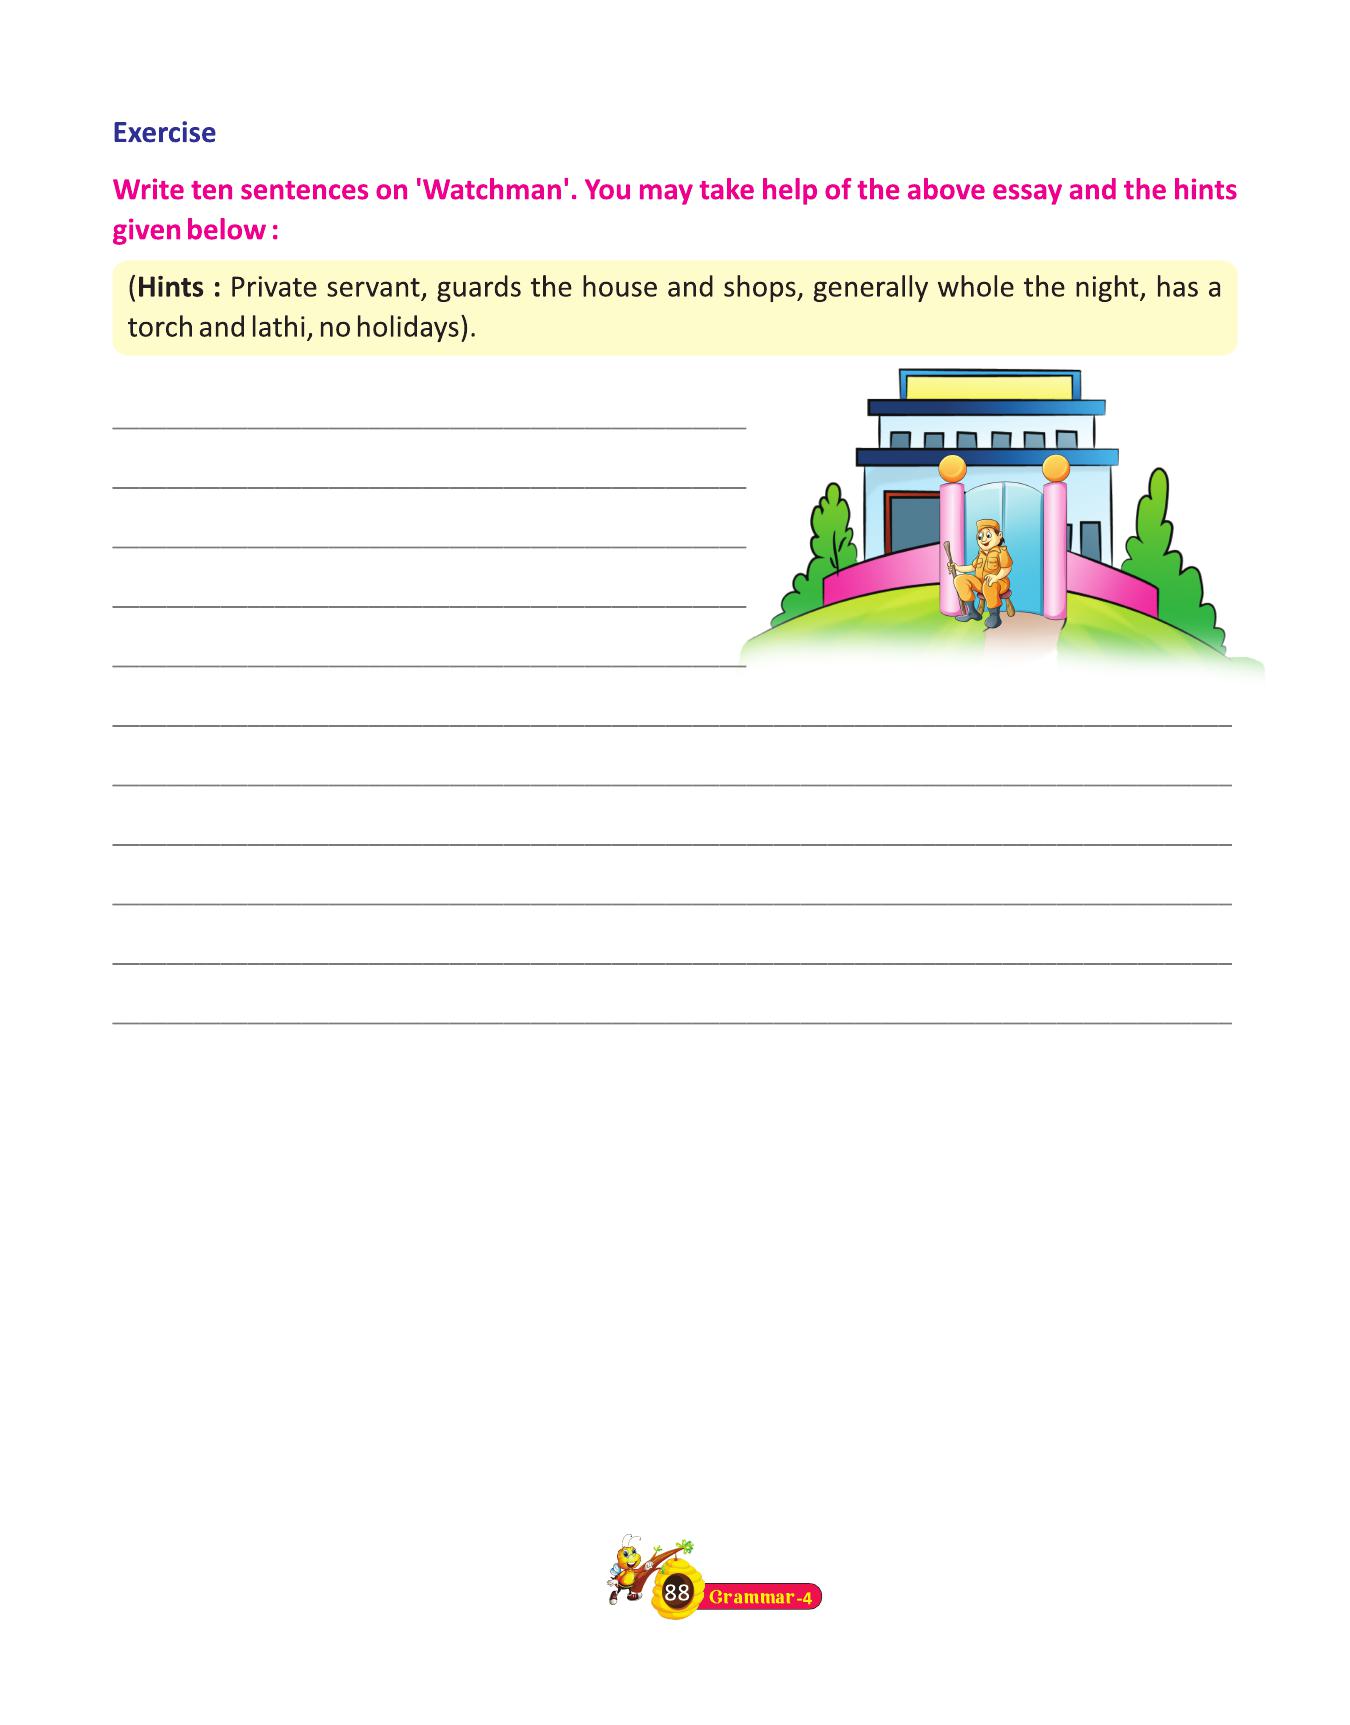 Exercise
Write ten sentences on 'Watchman'. You may take help of the above essay and the hints
given below :
(Hints : Private servant, guards the house and shops, generally whole the night, has a
torch and lathi, no holidays).
88
Grammar-4